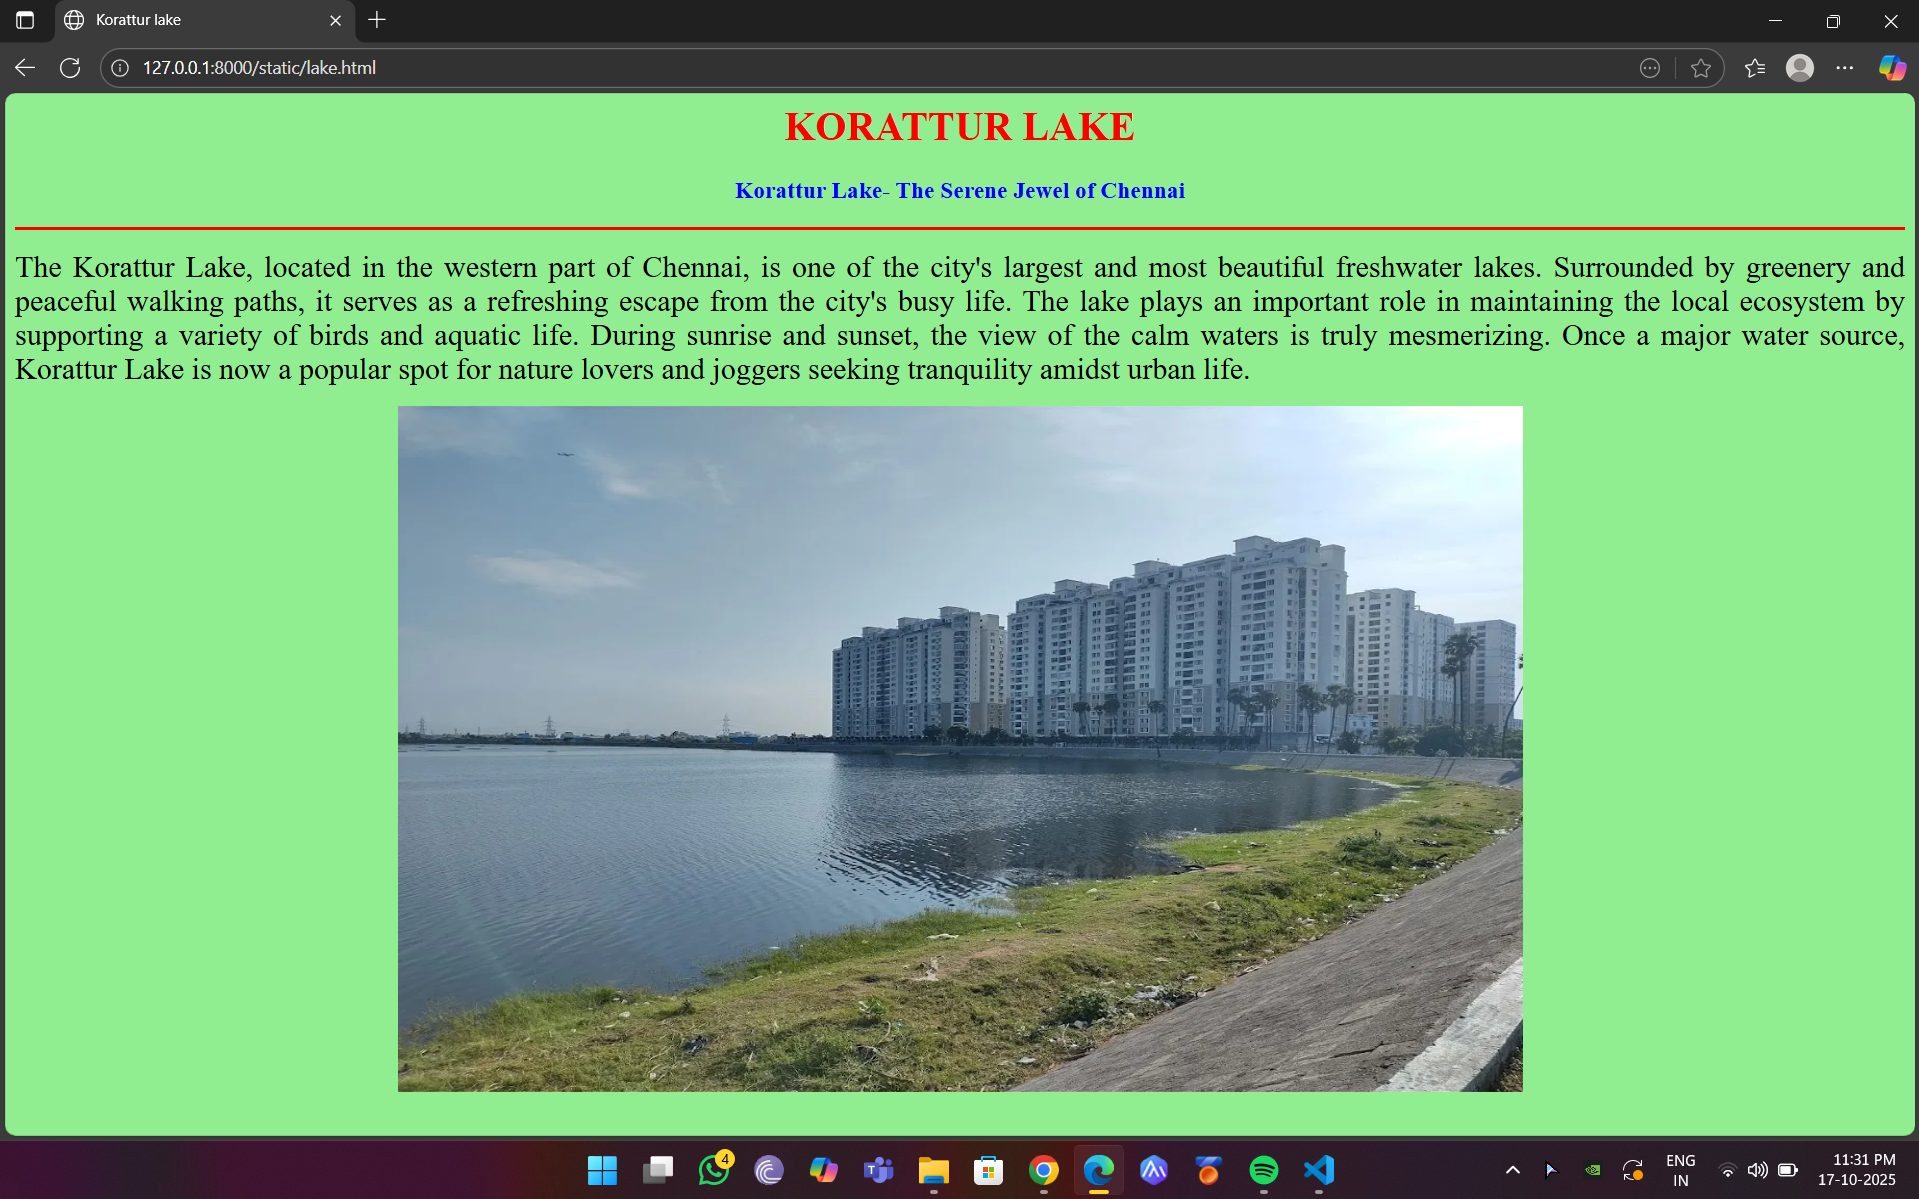 Korattur lake
127.0.0.1:8000/static/lake.html
KORATTUR LAKE
Korattur Lake- The Serene Jewel of Chennai
The Korattur Lake, located in the western part of Chennai, is one of the city's largest and most beautiful freshwater lakes. Surrounded by greenery and
peaceful walking paths, it serves as a refreshing escape from the city's busy life. The lake plays an important role in maintaining the local ecosystem by
supporting a variety of birds and aquatic life. During sunrise and sunset, the view of the calm waters is truly mesmerizing. Once a major water source,
Korattur Lake is now a popular spot for nature lovers and joggers seeking tranquility amidst urban life.
4
ENG
IN
11:31 PM
17-10-2025